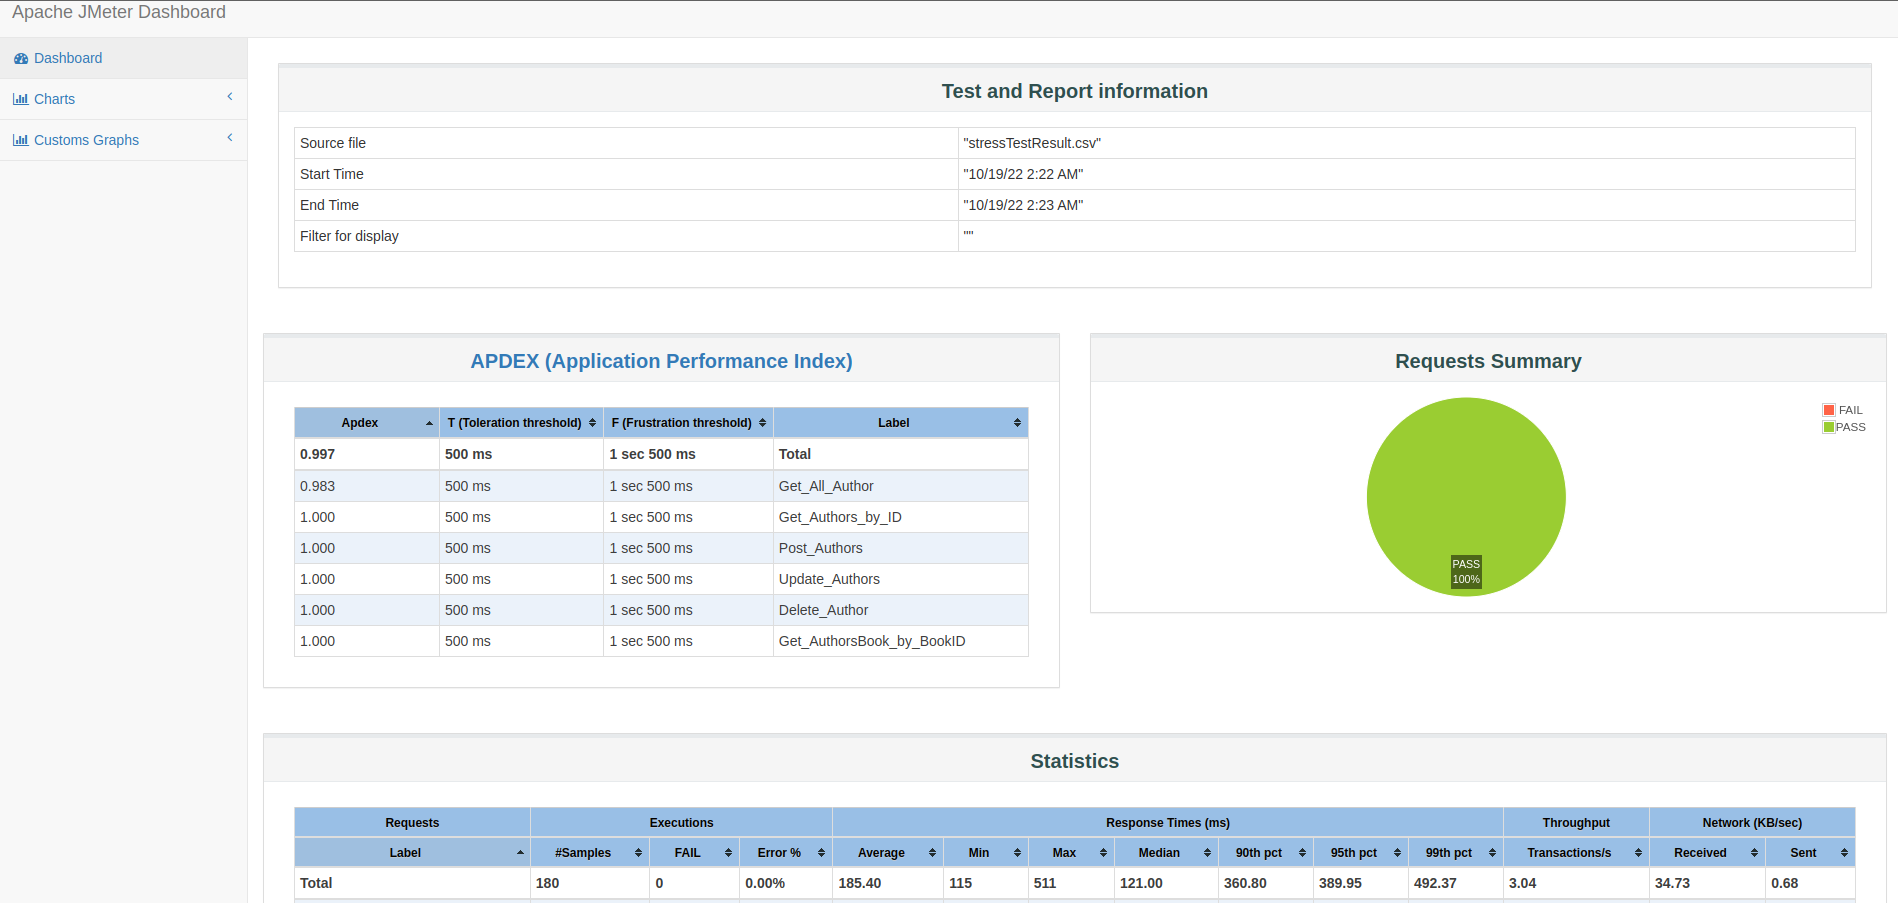 Apache JMeter Dashboard
Dashboard
Charts
Customs Graphs
Test and Report information
Source file "stressTestResult.csv"
Start Time "10/19/22 2:22 AM"
End Time "10/19/22 2:23 AM"
Filter for display ""
APDEX (Application Performance Index)
Apdex T (Toleration threshold) F (Frustration threshold) Label
0.997 500 ms 1 sec 500 ms Total
0.983 500 ms 1 sec 500 ms Get_All_Author
1.000 500 ms 1 sec 500 ms Get_Authors_by_ID
1.000 500 ms 1 sec 500 ms Post_Authors
1.000 500 ms 1 sec 500 ms Update_Authors
1.000 500 ms 1 sec 500 ms Delete_Author
1.000 500 ms 1 sec 500 ms Get_AuthorsBook_by_BookID
Requests Summary
FAIL
PASS
PASS
100%
Statistics
Requests Executions Response Times (ms) Throughput Network (KB/sec)
Label #Samples FAIL Error % Average Min Max Median 90th pct 95th pct 99th pct Transactions/s Received Sent
Total 180 0 0.00% 185.40 115 511 121.00 360.80 389.95 492.37 3.04 34.73 0.68